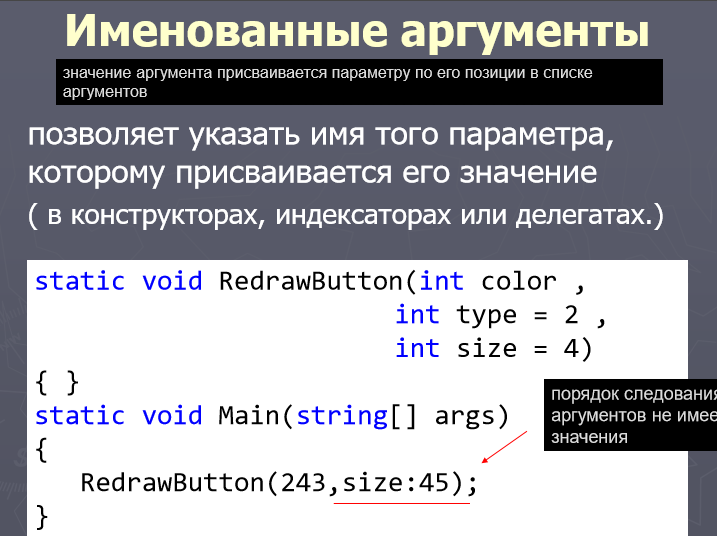 Именованные аргументы
значение аргумента присваивается параметру по его позиции в списке
аргументов
позволяет указать имя того параметра,
которому присваивается его значение
( в конструкторах, индексаторах или делегатах.)
static void RedrawButton(int color ,
int type = 2 ,
int size = 4)
{ }
static void Main(string[] args)
{
порядок следования
аргументов не имее
значения
RedrawButton(243,size:45);
}